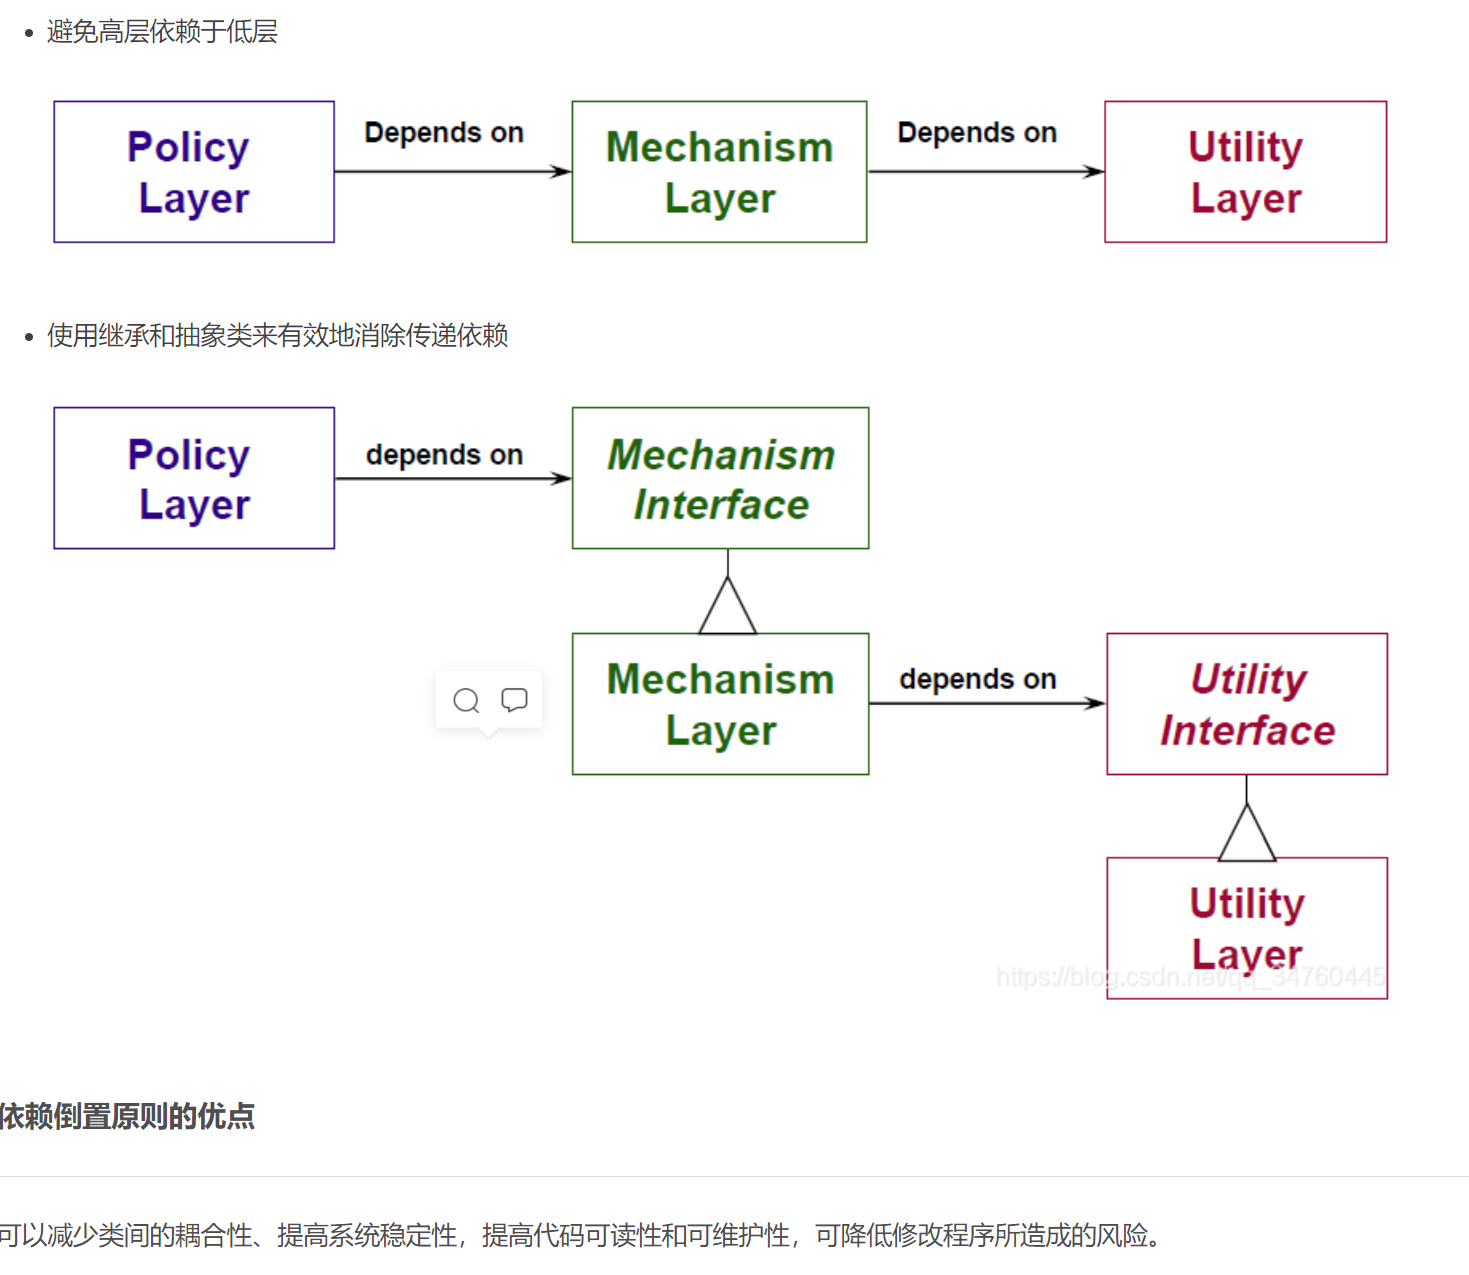 避免高层依赖于低层
Policy
Layer
Depends on
Mechanism
Layer
Depends on
Utility
Layer
使用继承和抽象类来有效地消除传递依赖
Policy
Layer
depends on
Mechanism
Interface
Mechanism
Layer
depends on
Utility
Interface
Utility
Layer
https://blog.csdn.net/qq_34760445
依赖倒置原则的优点
可以减少类间的耦合性、提高系统稳定性，提高代码可读性和可维护性，可降低修改程序所造成的风险。